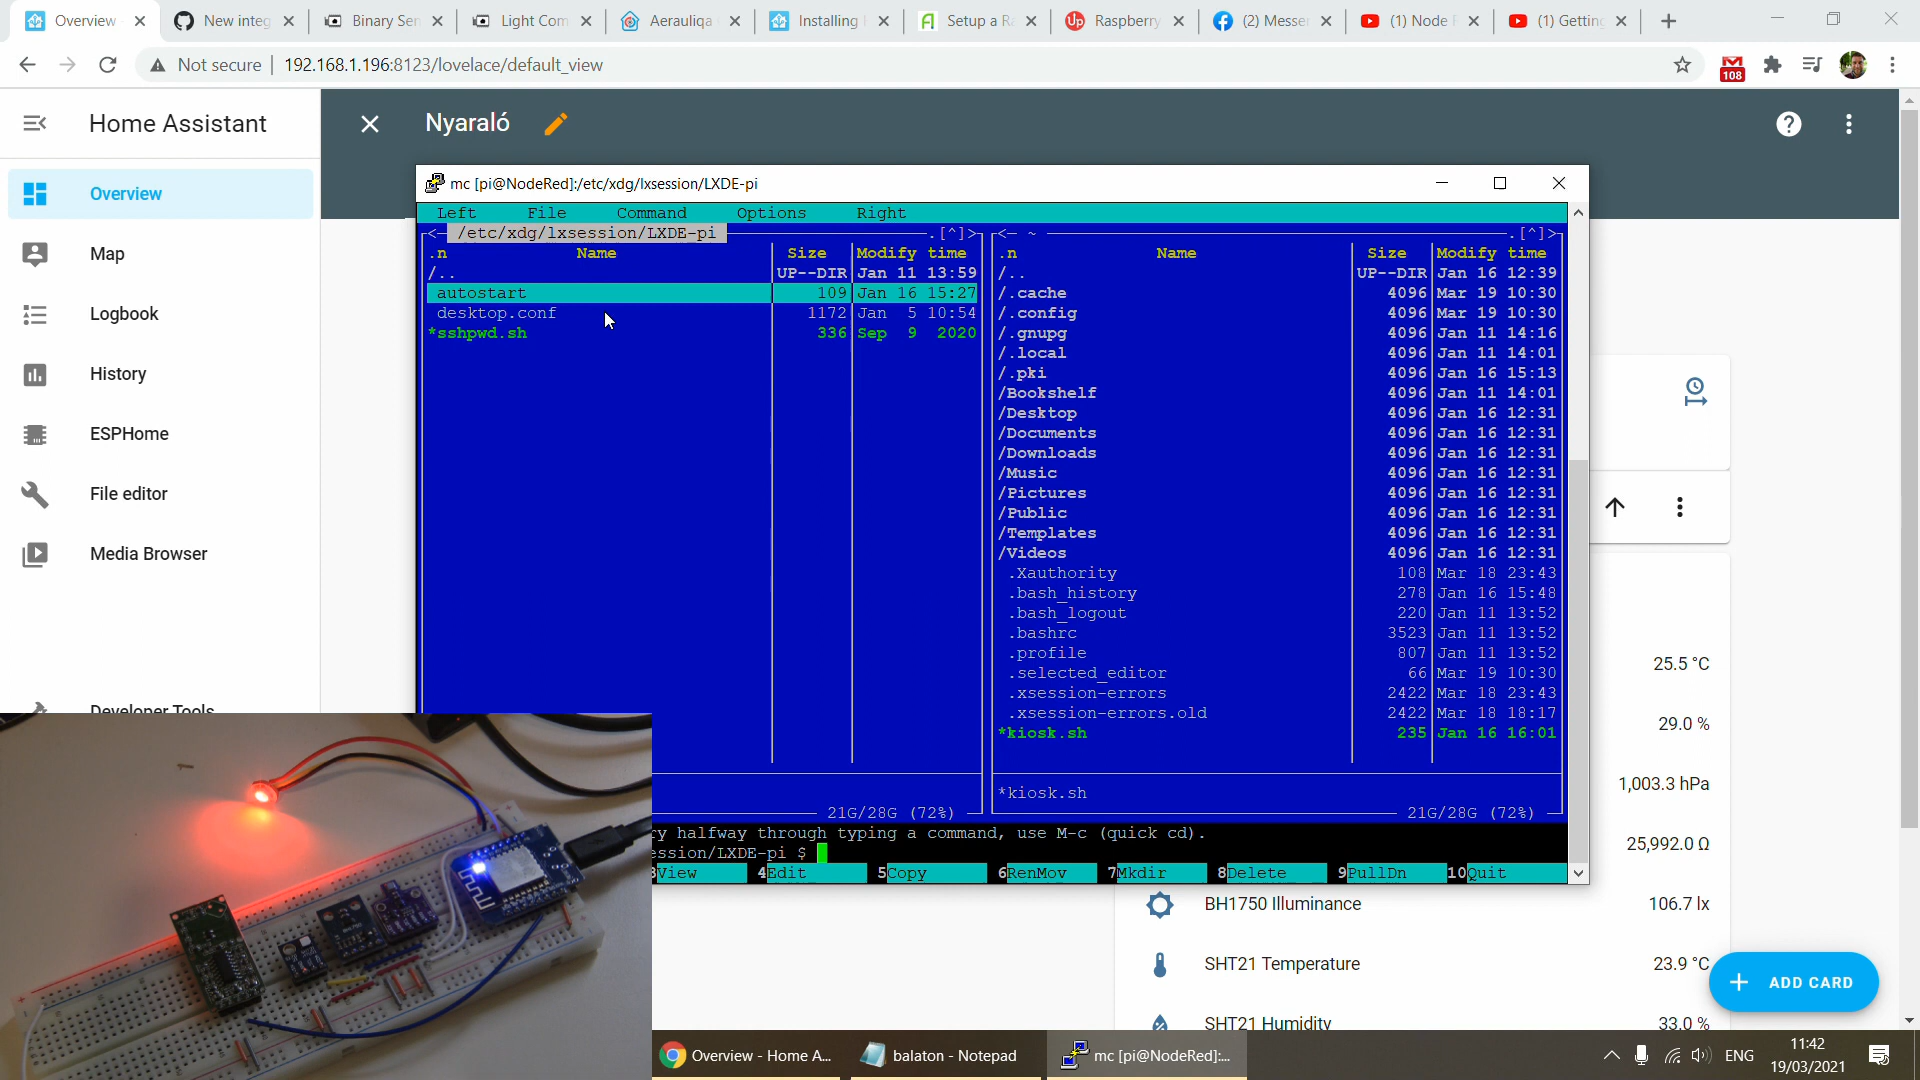 Overview
New integ
Binary Sen
Light Com
Aerauliqa
Installing
Setup a Ra
Raspberry
(2) Messen
(1) Node R
(1) Getting
Not secure
192.168.1.196:8123/lovelace/default_view
108
Home Assistant
Nyaraló
Overview
Map
Logbook
History
ESPHome
File editor
Media Browser
Developer Tools
mc [pi@NodeRed]:/etc/xdg/lxsession/LXDE-pi
Left File Command Options Right
<- /etc/xdg/lxsession/LXDE-pi .[^]>
.n Name Size Modify time
/.. UP--DIR Jan 11 13:59
autostart 109 Jan 16 15:27
desktop.conf 1172 Jan 5 10:54
*sshpwd.sh 336 Sep 9 2020
<- ~ .[^]>
.n Name Size Modify time
/.. UP--DIR Jan 16 12:39
/.cache 4096 Mar 19 10:30
/.config 4096 Mar 19 10:30
/.gnupg 4096 Jan 11 14:16
/.local 4096 Jan 11 14:01
/.pki 4096 Jan 16 15:13
/Bookshelf 4096 Jan 11 14:01
/Desktop 4096 Jan 16 12:31
/Documents 4096 Jan 16 12:31
/Downloads 4096 Jan 16 12:31
/Music 4096 Jan 16 12:31
/Pictures 4096 Jan 16 12:31
/Public 4096 Jan 16 12:31
/Templates 4096 Jan 16 12:31
/Videos 4096 Jan 16 12:31
.Xauthority 108 Mar 18 23:43
.bash_history 278 Jan 16 15:48
.bash_logout 220 Jan 11 13:52
.bashrc 3523 Jan 11 13:52
.profile 807 Jan 11 13:52
.selected_editor 66 Mar 19 10:30
.xsession-errors 2422 Mar 18 23:43
.xsession-errors.old 2422 Mar 18 18:17
*kiosk.sh 235 Jan 16 16:01
*kiosk.sh
21G/28G (72%)
21G/28G (72%)
ry halfway through typing a command, use M-c (quick cd).
ession/LXDE-pi $
3View 4Edit 5Copy 6RenMov 7Mkdir 8Delete 9PullDn 10Quit
25.5 °C
29.0 %
1,003.3 hPa
25,992.0 Ω
BH1750 Illuminance 106.7 lx
SHT21 Temperature 23.9 °C
SHT21 Humidity 33.0 %
ADD CARD
Overview - Home A...
balaton - Notepad
mc [pi@NodeRed]:...
ENG
11:42
19/03/2021